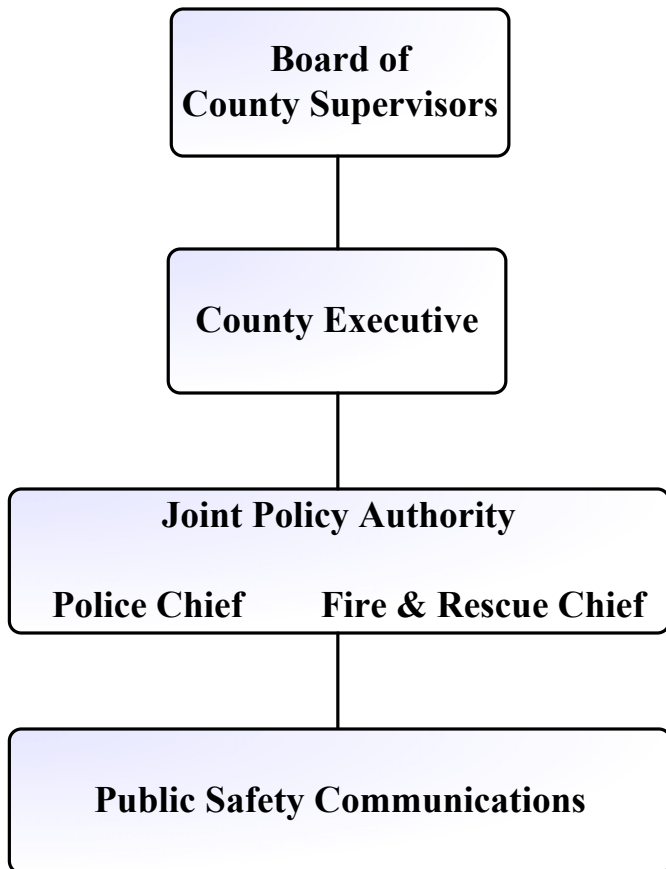 Board of
County Supervisors
County Executive
Joint Policy Authority
Police Chief Fire & Rescue Chief
Public Safety Communications